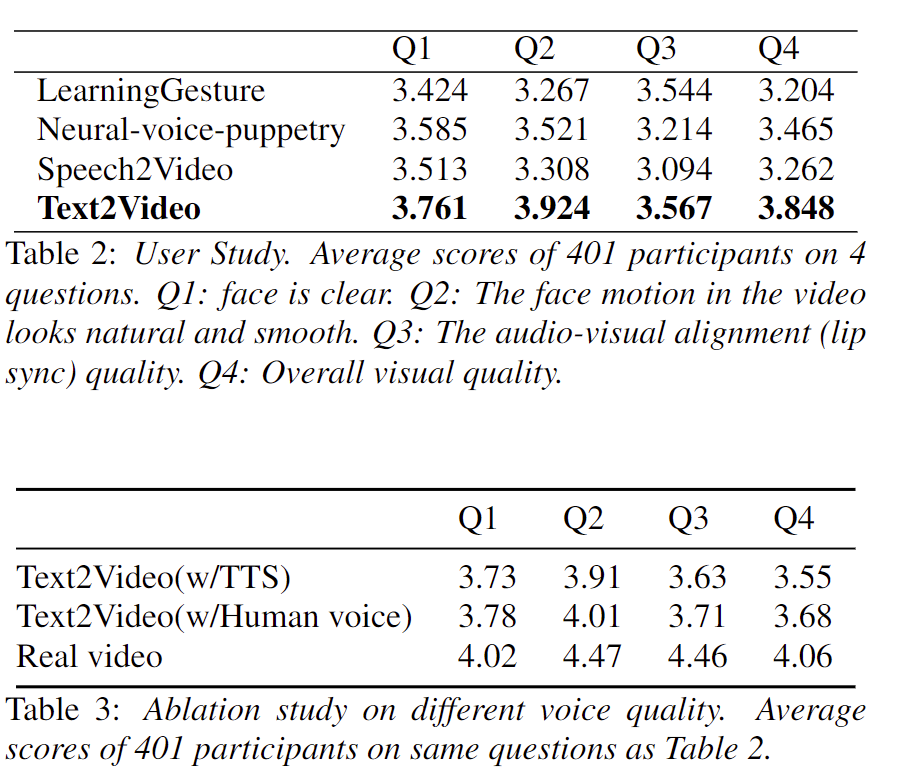 Q1 Q2 Q3 Q4
LearningGesture 3.424 3.267 3.544 3.204
Neural-voice-puppetry 3.585 3.521 3.214 3.465
Speech2Video 3.513 3.308 3.094 3.262
Text2Video 3.761 3.924 3.567 3.848
Table 2: User Study. Average scores of 401 participants on 4
questions. Q1: face is clear. Q2: The face motion in the video
looks natural and smooth. Q3: The audio-visual alignment (lip
sync) quality. Q4: Overall visual quality.
Q1 Q2 Q3 Q4
Text2Video(w/TTS) 3.73 3.91 3.63 3.55
Text2Video(w/Human voice) 3.78 4.01 3.71 3.68
Real video 4.02 4.47 4.46 4.06
Table 3: Ablation study on different voice quality. Average
scores of 401 participants on same questions as Table 2.